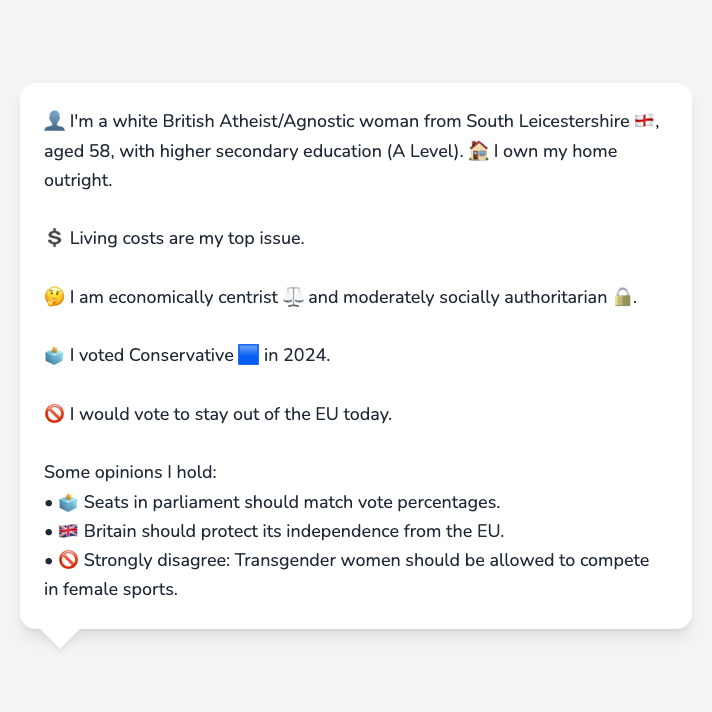 👤 I'm a white British Atheist/Agnostic woman from South Leicestershire 🏴󠁧󠁢󠁥󠁮󠁧󠁿,
aged 58, with higher secondary education (A Level). 🏠 I own my home
outright.
💲 Living costs are my top issue.
🤔 I am economically centrist ⚖️ and moderately socially authoritarian 🔒.
🗳️ I voted Conservative 🟦 in 2024.
🚫 I would vote to stay out of the EU today.
Some opinions I hold:
• 🗳️ Seats in parliament should match vote percentages.
• 🇬🇧 Britain should protect its independence from the EU.
• 🚫 Strongly disagree: Transgender women should be allowed to compete
in female sports.